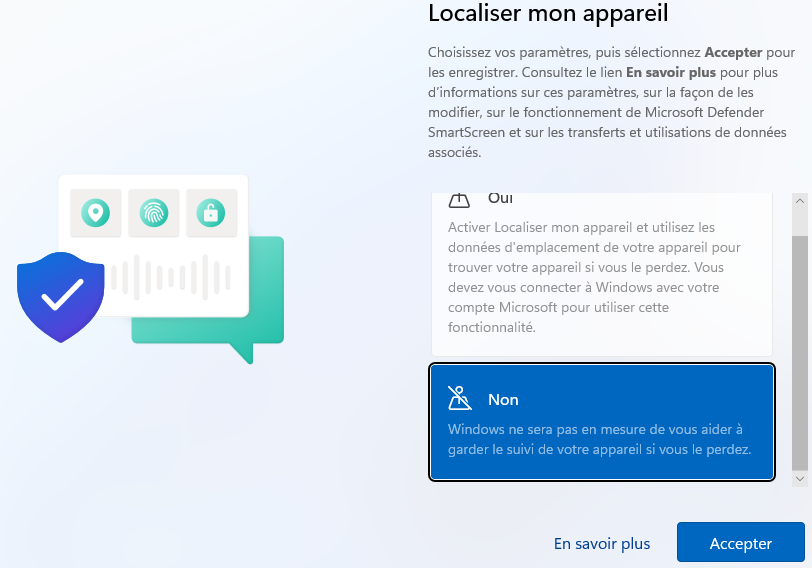 Localiser mon appareil
Choisissez vos paramètres, puis sélectionnez Accepter pour
les enregistrer. Consultez le lien En savoir plus pour plus
d’informations sur ces paramètres, sur la façon de les
modifier, sur le fonctionnement de Microsoft Defender
SmartScreen et sur les transferts et utilisations de données
associés.
Oui
Activer Localiser mon appareil et utilisez les
données d'emplacement de votre appareil pour
trouver votre appareil si vous le perdez. Vous
devez vous connecter à Windows avec votre
compte Microsoft pour utiliser cette
fonctionnalité.
Non
Windows ne sera pas en mesure de vous aider à
garder le suivi de votre appareil si vous le perdez.
En savoir plus
Accepter